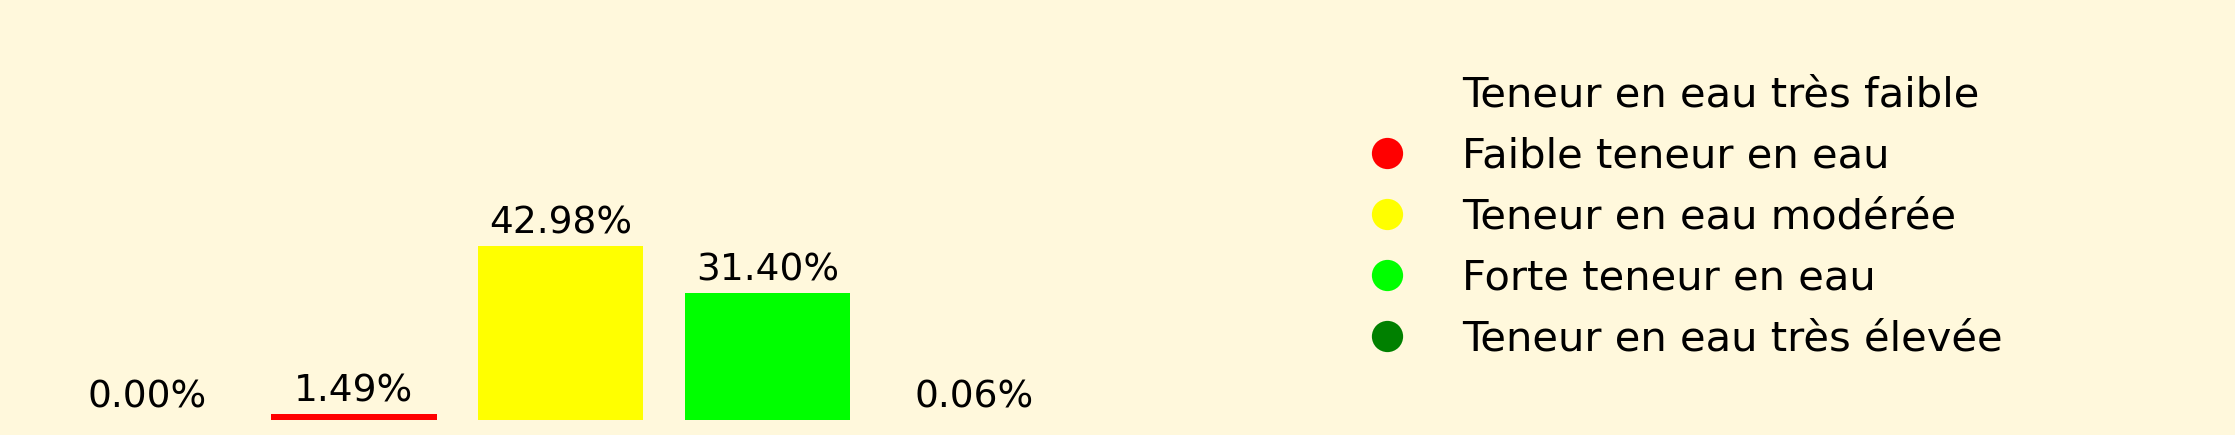 0.00%
1.49%
42.98%
31.40%
0.06%
Teneur en eau très faible
Faible teneur en eau
Teneur en eau modérée
Forte teneur en eau
Teneur en eau très élevée